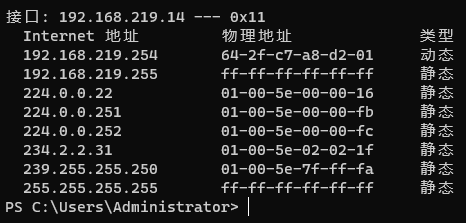 接口: 192.168.219.14 --- 0x11
  Internet 地址         物理地址              类型
  192.168.219.254       64-2f-c7-a8-d2-01     动态
  192.168.219.255       ff-ff-ff-ff-ff-ff     静态
  224.0.0.22            01-00-5e-00-00-16     静态
  224.0.0.251           01-00-5e-00-00-fb     静态
  224.0.0.252           01-00-5e-00-00-fc     静态
  234.2.2.31            01-00-5e-02-02-1f     静态
  239.255.255.250       01-00-5e-7f-ff-fa     静态
  255.255.255.255       ff-ff-ff-ff-ff-ff     静态
PS C:\Users\Administrator>